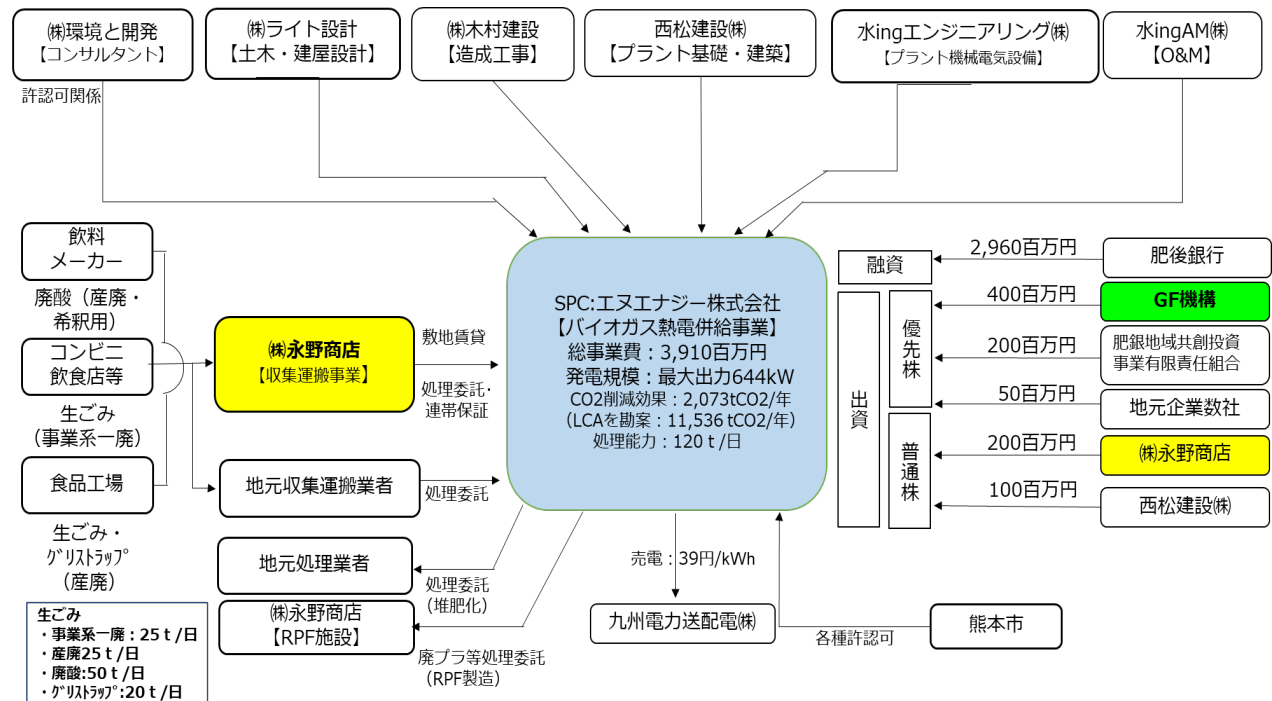 ㈱環境と開発
【コンサルタント】
㈱ライト設計
【土木・建屋設計】
㈱木村建設
【造成工事】
西松建設㈱
【プラント基礎・建築】
水ingエンジニアリング㈱
【プラント機械電気設備】
水ingAM㈱
【O&M】
許認可関係
飲料
メーカー
廃酸（産廃・
希釈用）
コンビニ
飲食店等
生ごみ
（事業系一廃）
食品工場
生ごみ・
ｸﾞﾘｽﾄﾗｯﾌﾟ
（産廃）
㈱永野商店
【収集運搬事業】
敷地賃貸
処理委託・
連帯保証
地元収集運搬業者
処理委託
地元処理業者
処理委託
（堆肥化）
㈱永野商店
【RPF施設】
廃プラ等処理委託
（RPF製造）
SPC:エヌエナジー株式会社
【バイオガス熱電併給事業】
総事業費：3,910百万円
発電規模：最大出力644kW
CO2削減効果：2,073tCO2/年
（LCAを勘案：11,536 tCO2/年）
処理能力：120ｔ/日
売電：39円/kWh
九州電力送配電㈱
各種許認可
熊本市
融資
2,960百万円
肥後銀行
出資
優先株
400百万円
GF機構
200百万円
肥銀地域共創投資
事業有限責任組合
50百万円
地元企業数社
普通株
200百万円
㈱永野商店
100百万円
西松建設㈱
生ごみ
・事業系一廃：25ｔ/日
・産廃25ｔ/日
・廃酸:50ｔ/日
・ｸﾞﾘｽﾄﾗｯﾌﾟ:20ｔ/日